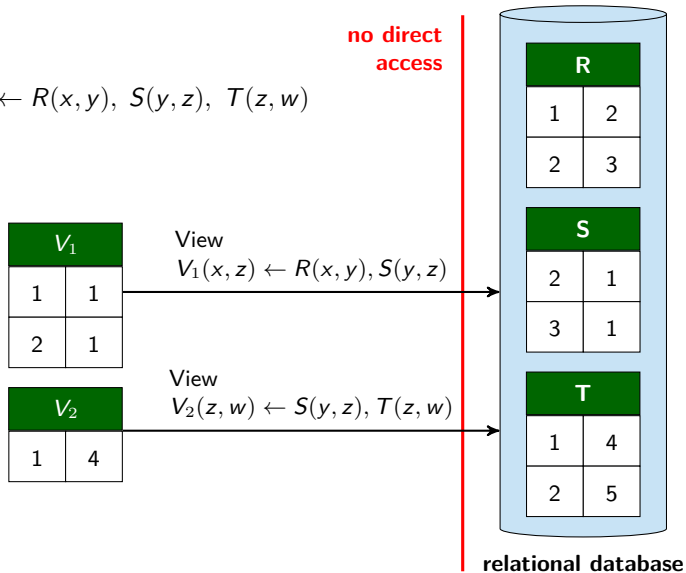 no direct
access
← R(x, y), S(y, z), T(z, w)
R
1 2
2 3
V₁
1 1
2 1
View
V₁(x, z) ← R(x, y), S(y, z)
S
2 1
3 1
V₂
1 4
View
V₂(z, w) ← S(y, z), T(z, w)
T
1 4
2 5
relational database